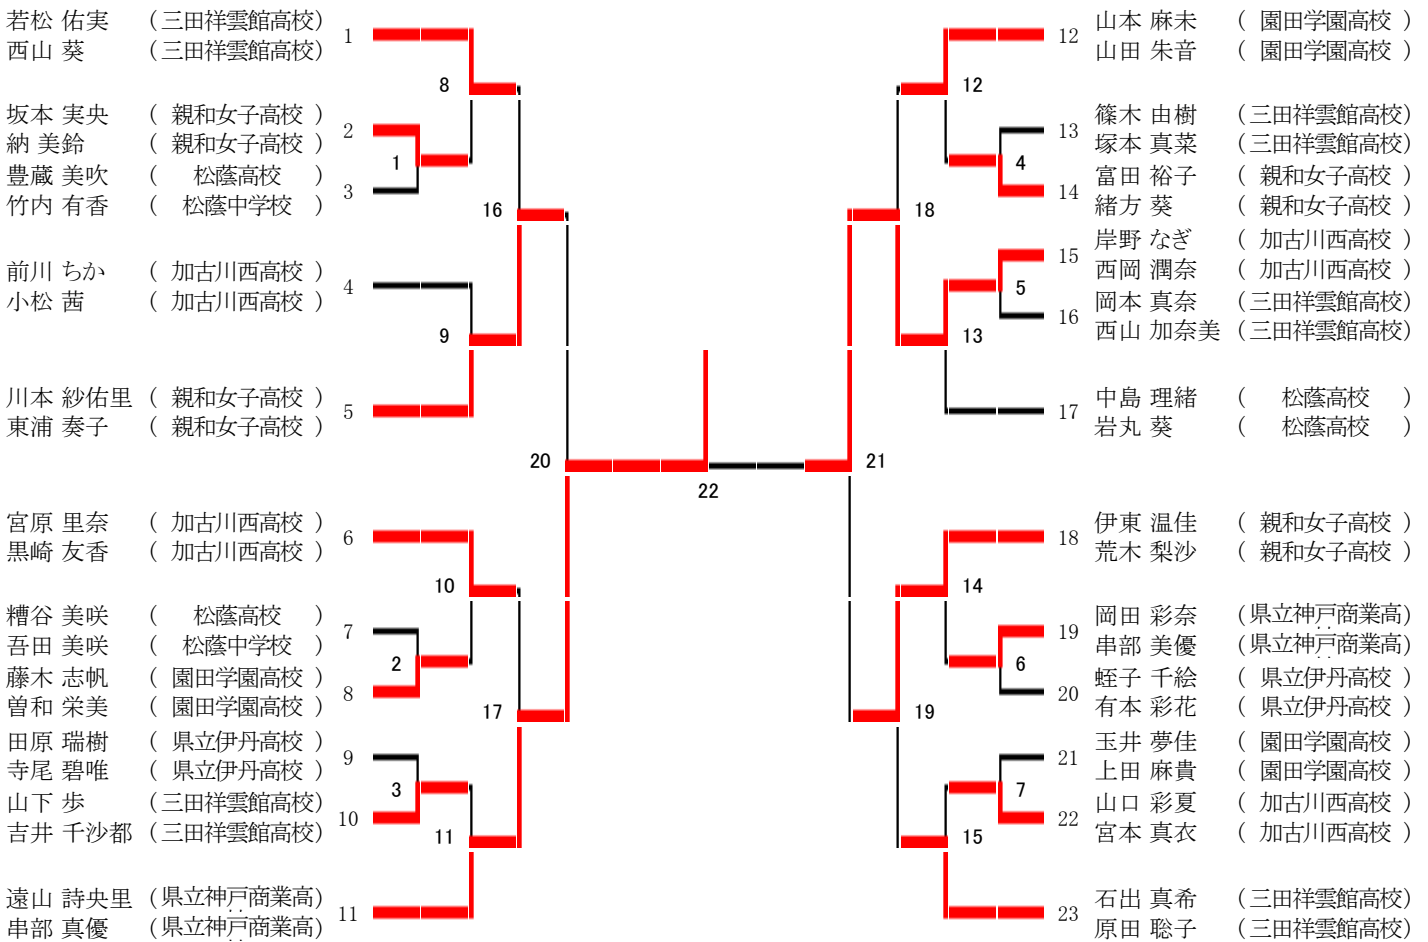 若松 佑実 (三田祥雲館高校)
西山 葵 (三田祥雲館高校)
1
坂本 実央 ( 親和女子高校 )
納 美鈴 ( 親和女子高校 )
2
豊蔵 美吹 ( 松蔭高校 )
竹内 有香 ( 松蔭中学校 )
3
前川 ちか ( 加古川西高校 )
小松 茜 ( 加古川西高校 )
4
川本 紗佑里 ( 親和女子高校 )
東浦 奏子 ( 親和女子高校 )
5
宮原 里奈 ( 加古川西高校 )
黒崎 友香 ( 加古川西高校 )
6
糟谷 美咲 ( 松蔭高校 )
吾田 美咲 ( 松蔭中学校 )
7
藤木 志帆 ( 園田学園高校 )
曽和 栄美 ( 園田学園高校 )
8
田原 瑞樹 ( 県立伊丹高校 )
寺尾 碧唯 ( 県立伊丹高校 )
9
山下 歩 (三田祥雲館高校)
吉井 千沙都 (三田祥雲館高校)
10
遠山 詩央里 (県立神戸商業高)
串部 真優 (県立神戸商業高)
11
8
1
16
9
20
10
2
17
3
11
22
12
4
18
5
13
21
14
6
19
7
15
12
山本 麻未 ( 園田学園高校 )
山田 朱音 ( 園田学園高校 )
13
篠木 由樹 (三田祥雲館高校)
塚本 真菜 (三田祥雲館高校)
14
富田 裕子 ( 親和女子高校 )
緒方 葵 ( 親和女子高校 )
15
岸野 なぎ ( 加古川西高校 )
西岡 潤奈 ( 加古川西高校 )
16
岡本 真奈 (三田祥雲館高校)
西山 加奈美 (三田祥雲館高校)
17
中島 理緒 ( 松蔭高校 )
岩丸 葵 ( 松蔭高校 )
18
伊東 温佳 ( 親和女子高校 )
荒木 梨沙 ( 親和女子高校 )
19
岡田 彩奈 (県立神戸商業高)
串部 美優 (県立神戸商業高)
20
蛭子 千絵 ( 県立伊丹高校 )
有本 彩花 ( 県立伊丹高校 )
21
玉井 夢佳 ( 園田学園高校 )
上田 麻貴 ( 園田学園高校 )
22
山口 彩夏 ( 加古川西高校 )
宮本 真衣 ( 加古川西高校 )
23
石出 真希 (三田祥雲館高校)
原田 聡子 (三田祥雲館高校)